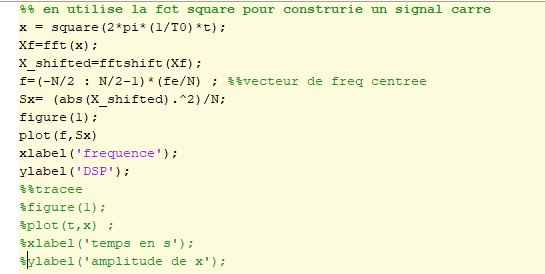 %% en utilise la fct square pour construrie un signal carre
x = square(2*pi*(1/T0)*t);
Xf=fft(x);
X_shifted=fftshift(Xf);
f=(-N/2 : N/2-1)*(fe/N) ; %%vecteur de freq centree
Sx= (abs(X_shifted).^2)/N;
figure(1);
plot(f,Sx)
xlabel('frequence');
ylabel('DSP');
%%tracee
%figure(1);
%plot(t,x) ;
%xlabel('temps en s');
%ylabel('amplitude de x');